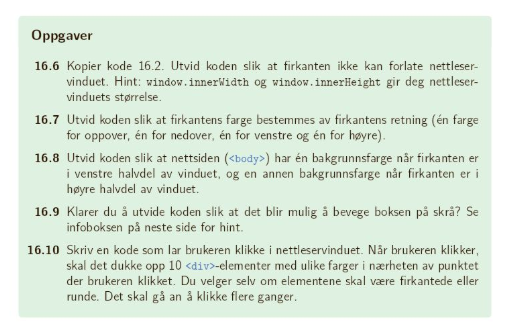 Oppgaver
16.6 Kopier kode 16.2. Utvid koden slik at firkanten ikke kan forlate nettleser-
vinduet. Hint: window.innerWidth og window.innerHeight gir deg nettleser-
vinduets størrelse.
16.7 Utvid koden slik at firkantens farge bestemmes av firkantens retning (én farge
for oppover, én for nedover, én for venstre og én for høyre).
16.8 Utvid koden slik at nettsiden (<body>) har én bakgrunnsfarge når firkanten er
i venstre halvdel av vinduet, og en annen bakgrunnsfarge når firkanten er i
høyre halvdel av vinduet.
16.9 Klarer du å utvide koden slik at det blir mulig å bevege boksen på skrå? Se
infoboksen på neste side for hint.
16.10 Skriv en kode som lar brukeren klikke i nettleservinduet. Når brukeren klikker,
skal det dukke opp 10 <div>-elementer med ulike farger i nærheten av punktet
der brukeren klikket. Du velger selv om elementene skal være firkantede eller
runde. Det skal gå an å klikke flere ganger.